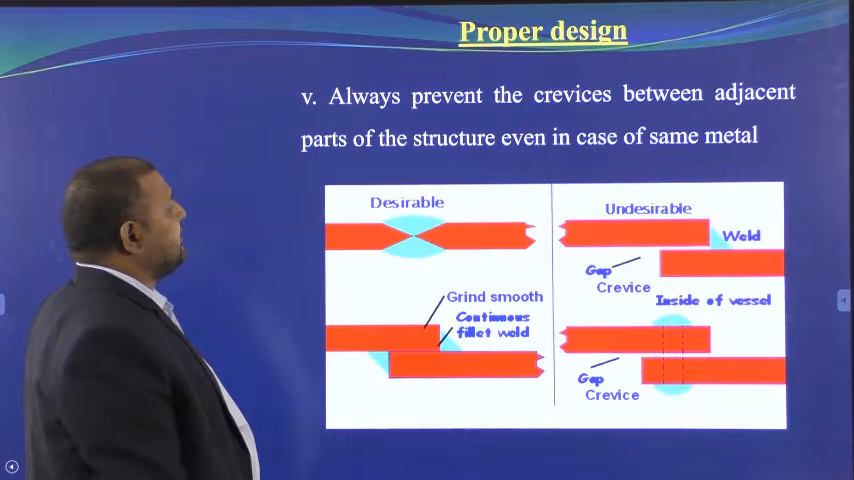 Proper design
v. Always prevent the crevices between adjacent
parts of the structure even in case of same metal
Desirable
Undesirable
Weld
Gap
Crevice
Grind smooth
Continuous
fillet weld
Inside of vessel
Gap
Crevice